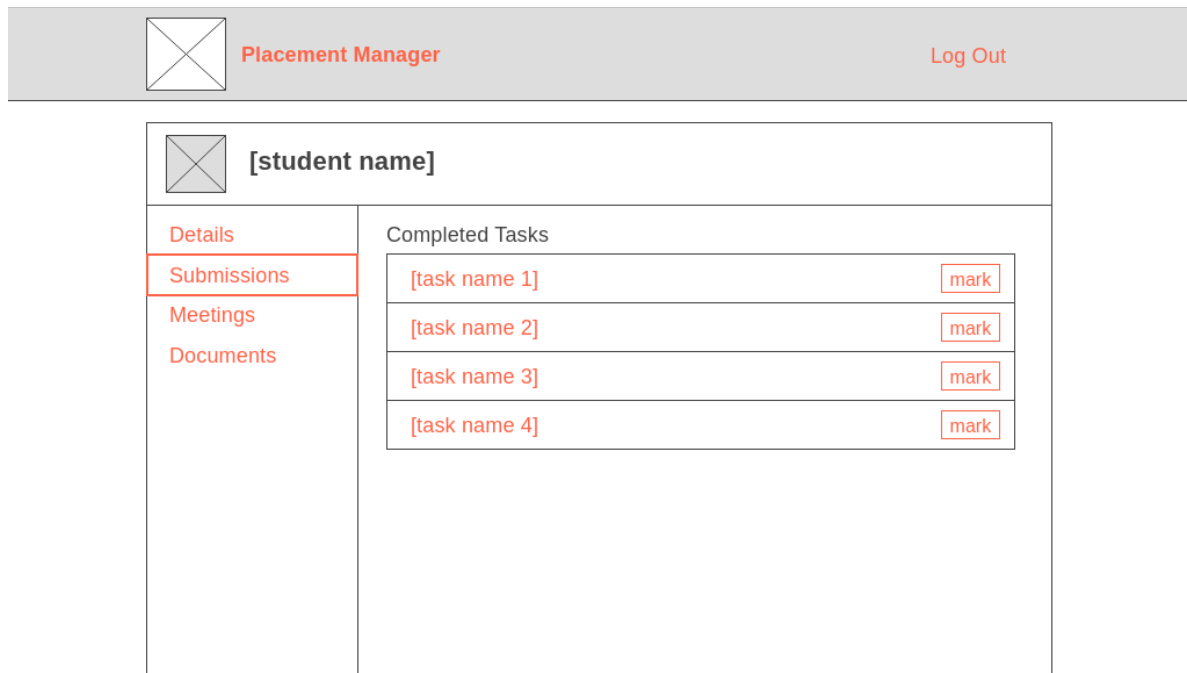 Placement Manager
Log Out
[student name]
Details
Submissions
Meetings
Documents
Completed Tasks
[task name 1] mark
[task name 2] mark
[task name 3] mark
[task name 4] mark